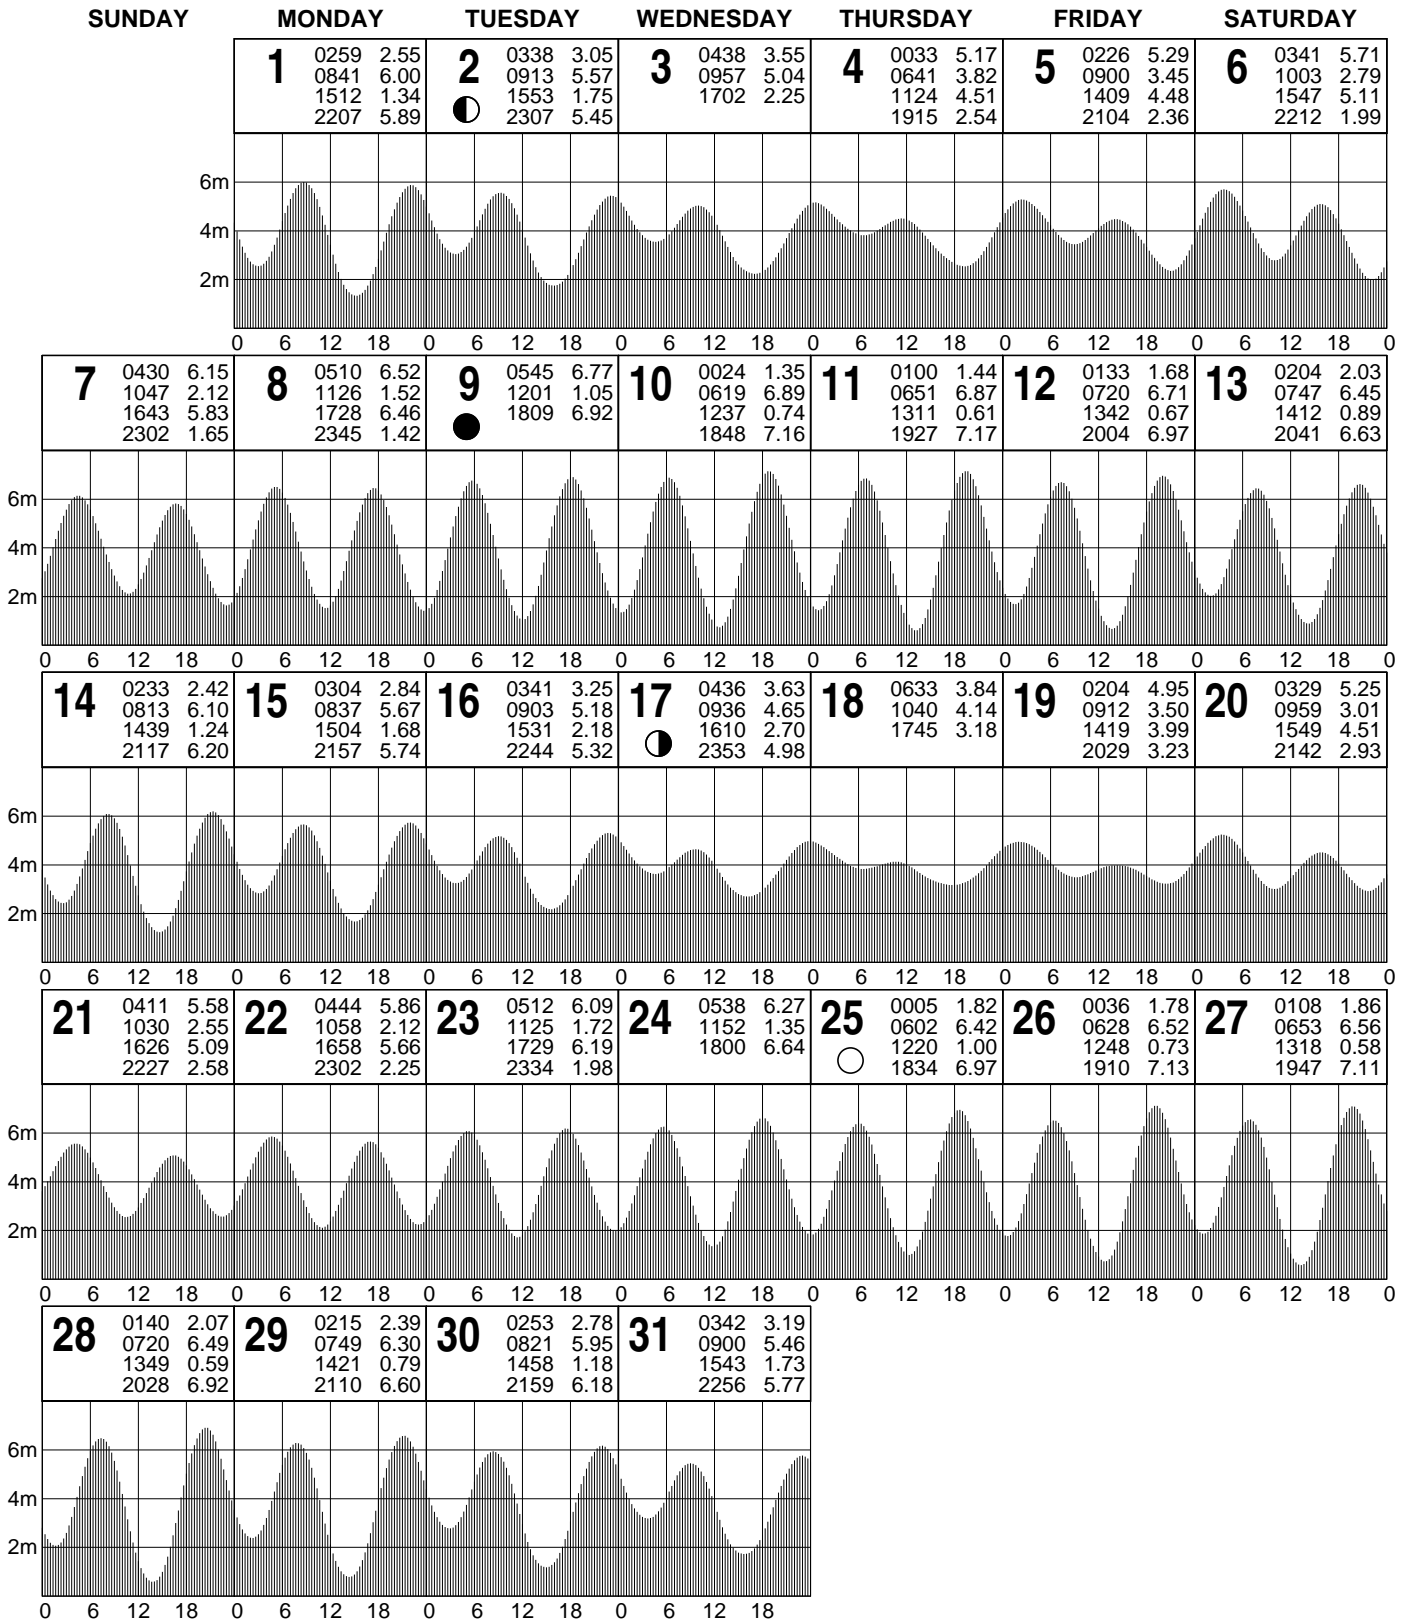 SUNDAY MONDAY TUESDAY WEDNESDAY THURSDAY FRIDAY SATURDAY
1 0259 2.55
0841 6.00
1512 1.34
2207 5.89
2 0338 3.05
0913 5.57
1553 1.75
2307 5.45
3 0438 3.55
0957 5.04
1702 2.25
4 0033 5.17
0641 3.82
1124 4.51
1915 2.54
5 0226 5.29
0900 3.45
1409 4.48
2104 2.36
6 0341 5.71
1003 2.79
1547 5.11
2212 1.99
6m
4m
2m
0 6 12 18 0 6 12 18 0 6 12 18 0 6 12 18 0 6 12 18 0 6 12 18 0
7 0430 6.15
1047 2.12
1643 5.83
2302 1.65
8 0510 6.52
1126 1.52
1728 6.46
2345 1.42
9 0545 6.77
1201 1.05
1809 6.92
10 0024 1.35
0619 6.89
1237 0.74
1848 7.16
11 0100 1.44
0651 6.87
1311 0.61
1927 7.17
12 0133 1.68
0720 6.71
1342 0.67
2004 6.97
13 0204 2.03
0747 6.45
1412 0.89
2041 6.63
6m
4m
2m
0 6 12 18 0 6 12 18 0 6 12 18 0 6 12 18 0 6 12 18 0 6 12 18 0 6 12 18 0
14 0233 2.42
0813 6.10
1439 1.24
2117 6.20
15 0304 2.84
0837 5.67
1504 1.68
2157 5.74
16 0341 3.25
0903 5.18
1531 2.18
2244 5.32
17 0436 3.63
0936 4.65
1610 2.70
2353 4.98
18 0633 3.84
1040 4.14
1745 3.18
19 0204 4.95
0912 3.50
1419 3.99
2029 3.23
20 0329 5.25
0959 3.01
1549 4.51
2142 2.93
6m
4m
2m
0 6 12 18 0 6 12 18 0 6 12 18 0 6 12 18 0 6 12 18 0 6 12 18 0 6 12 18 0
21 0411 5.58
1030 2.55
1626 5.09
2227 2.58
22 0444 5.86
1058 2.12
1658 5.66
2302 2.25
23 0512 6.09
1125 1.72
1729 6.19
2334 1.98
24 0538 6.27
1152 1.35
1800 6.64
25 0005 1.82
0602 6.42
1220 1.00
1834 6.97
26 0036 1.78
0628 6.52
1248 0.73
1910 7.13
27 0108 1.86
0653 6.56
1318 0.58
1947 7.11
6m
4m
2m
0 6 12 18 0 6 12 18 0 6 12 18 0 6 12 18 0 6 12 18 0 6 12 18 0 6 12 18 0
28 0140 2.07
0720 6.49
1349 0.59
2028 6.92
29 0215 2.39
0749 6.30
1421 0.79
2110 6.60
30 0253 2.78
0821 5.95
1458 1.18
2159 6.18
31 0342 3.19
0900 5.46
1543 1.73
2256 5.77
6m
4m
2m
0 6 12 18 0 6 12 18 0 6 12 18 0 6 12 18